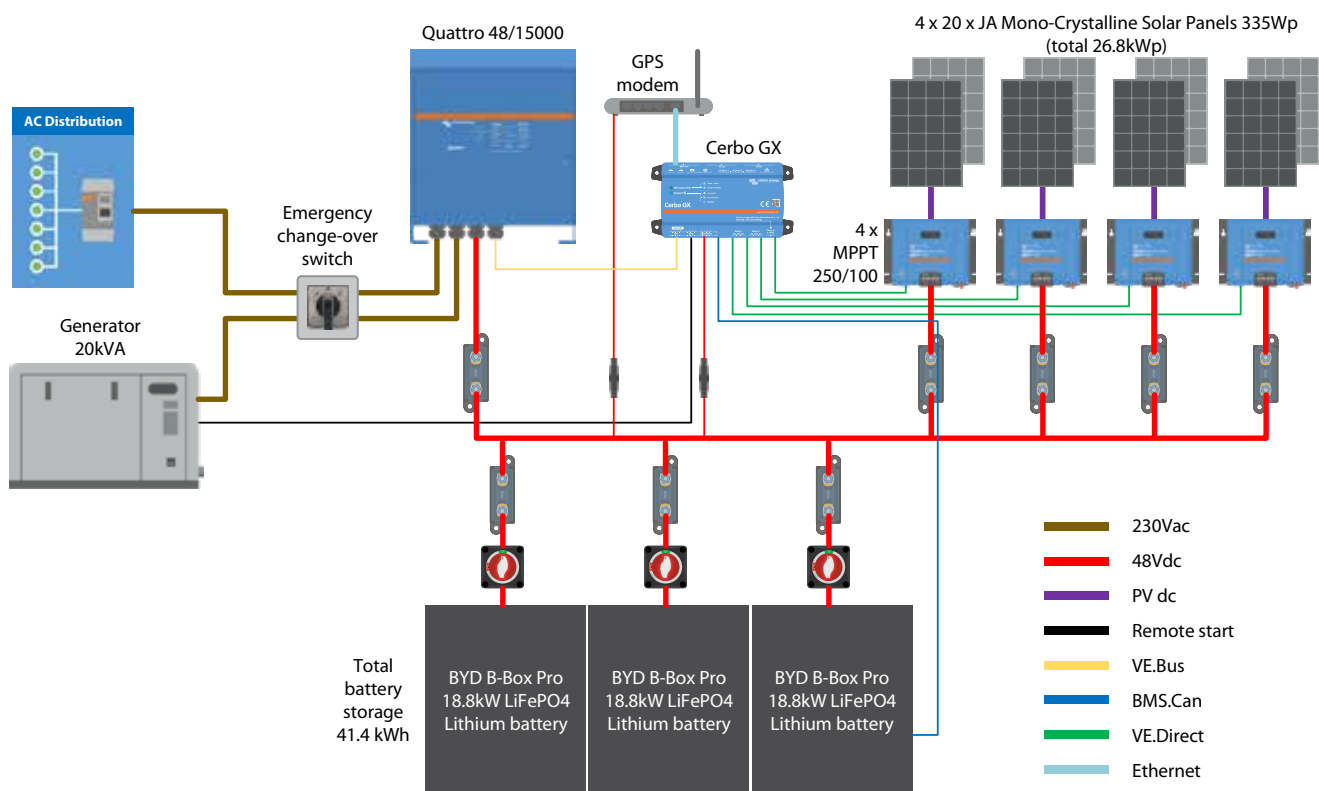 Quattro 48/15000
4 x 20 x JA Mono-Crystalline Solar Panels 335Wp
(total 26.8kWp)
GPS
modem
AC Distribution
Cerbo GX
Cerbo GX
Emergency
change-over
switch
4 x
MPPT
250/100
Generator
20kVA
230Vac
48Vdc
PV dc
Remote start
VE.Bus
BMS.Can
VE.Direct
Ethernet
Total
battery
storage
41.4 kWh
BYD B-Box Pro
18.8kW LiFePO4
Lithium battery
BYD B-Box Pro
18.8kW LiFePO4
Lithium battery
BYD B-Box Pro
18.8kW LiFePO4
Lithium battery